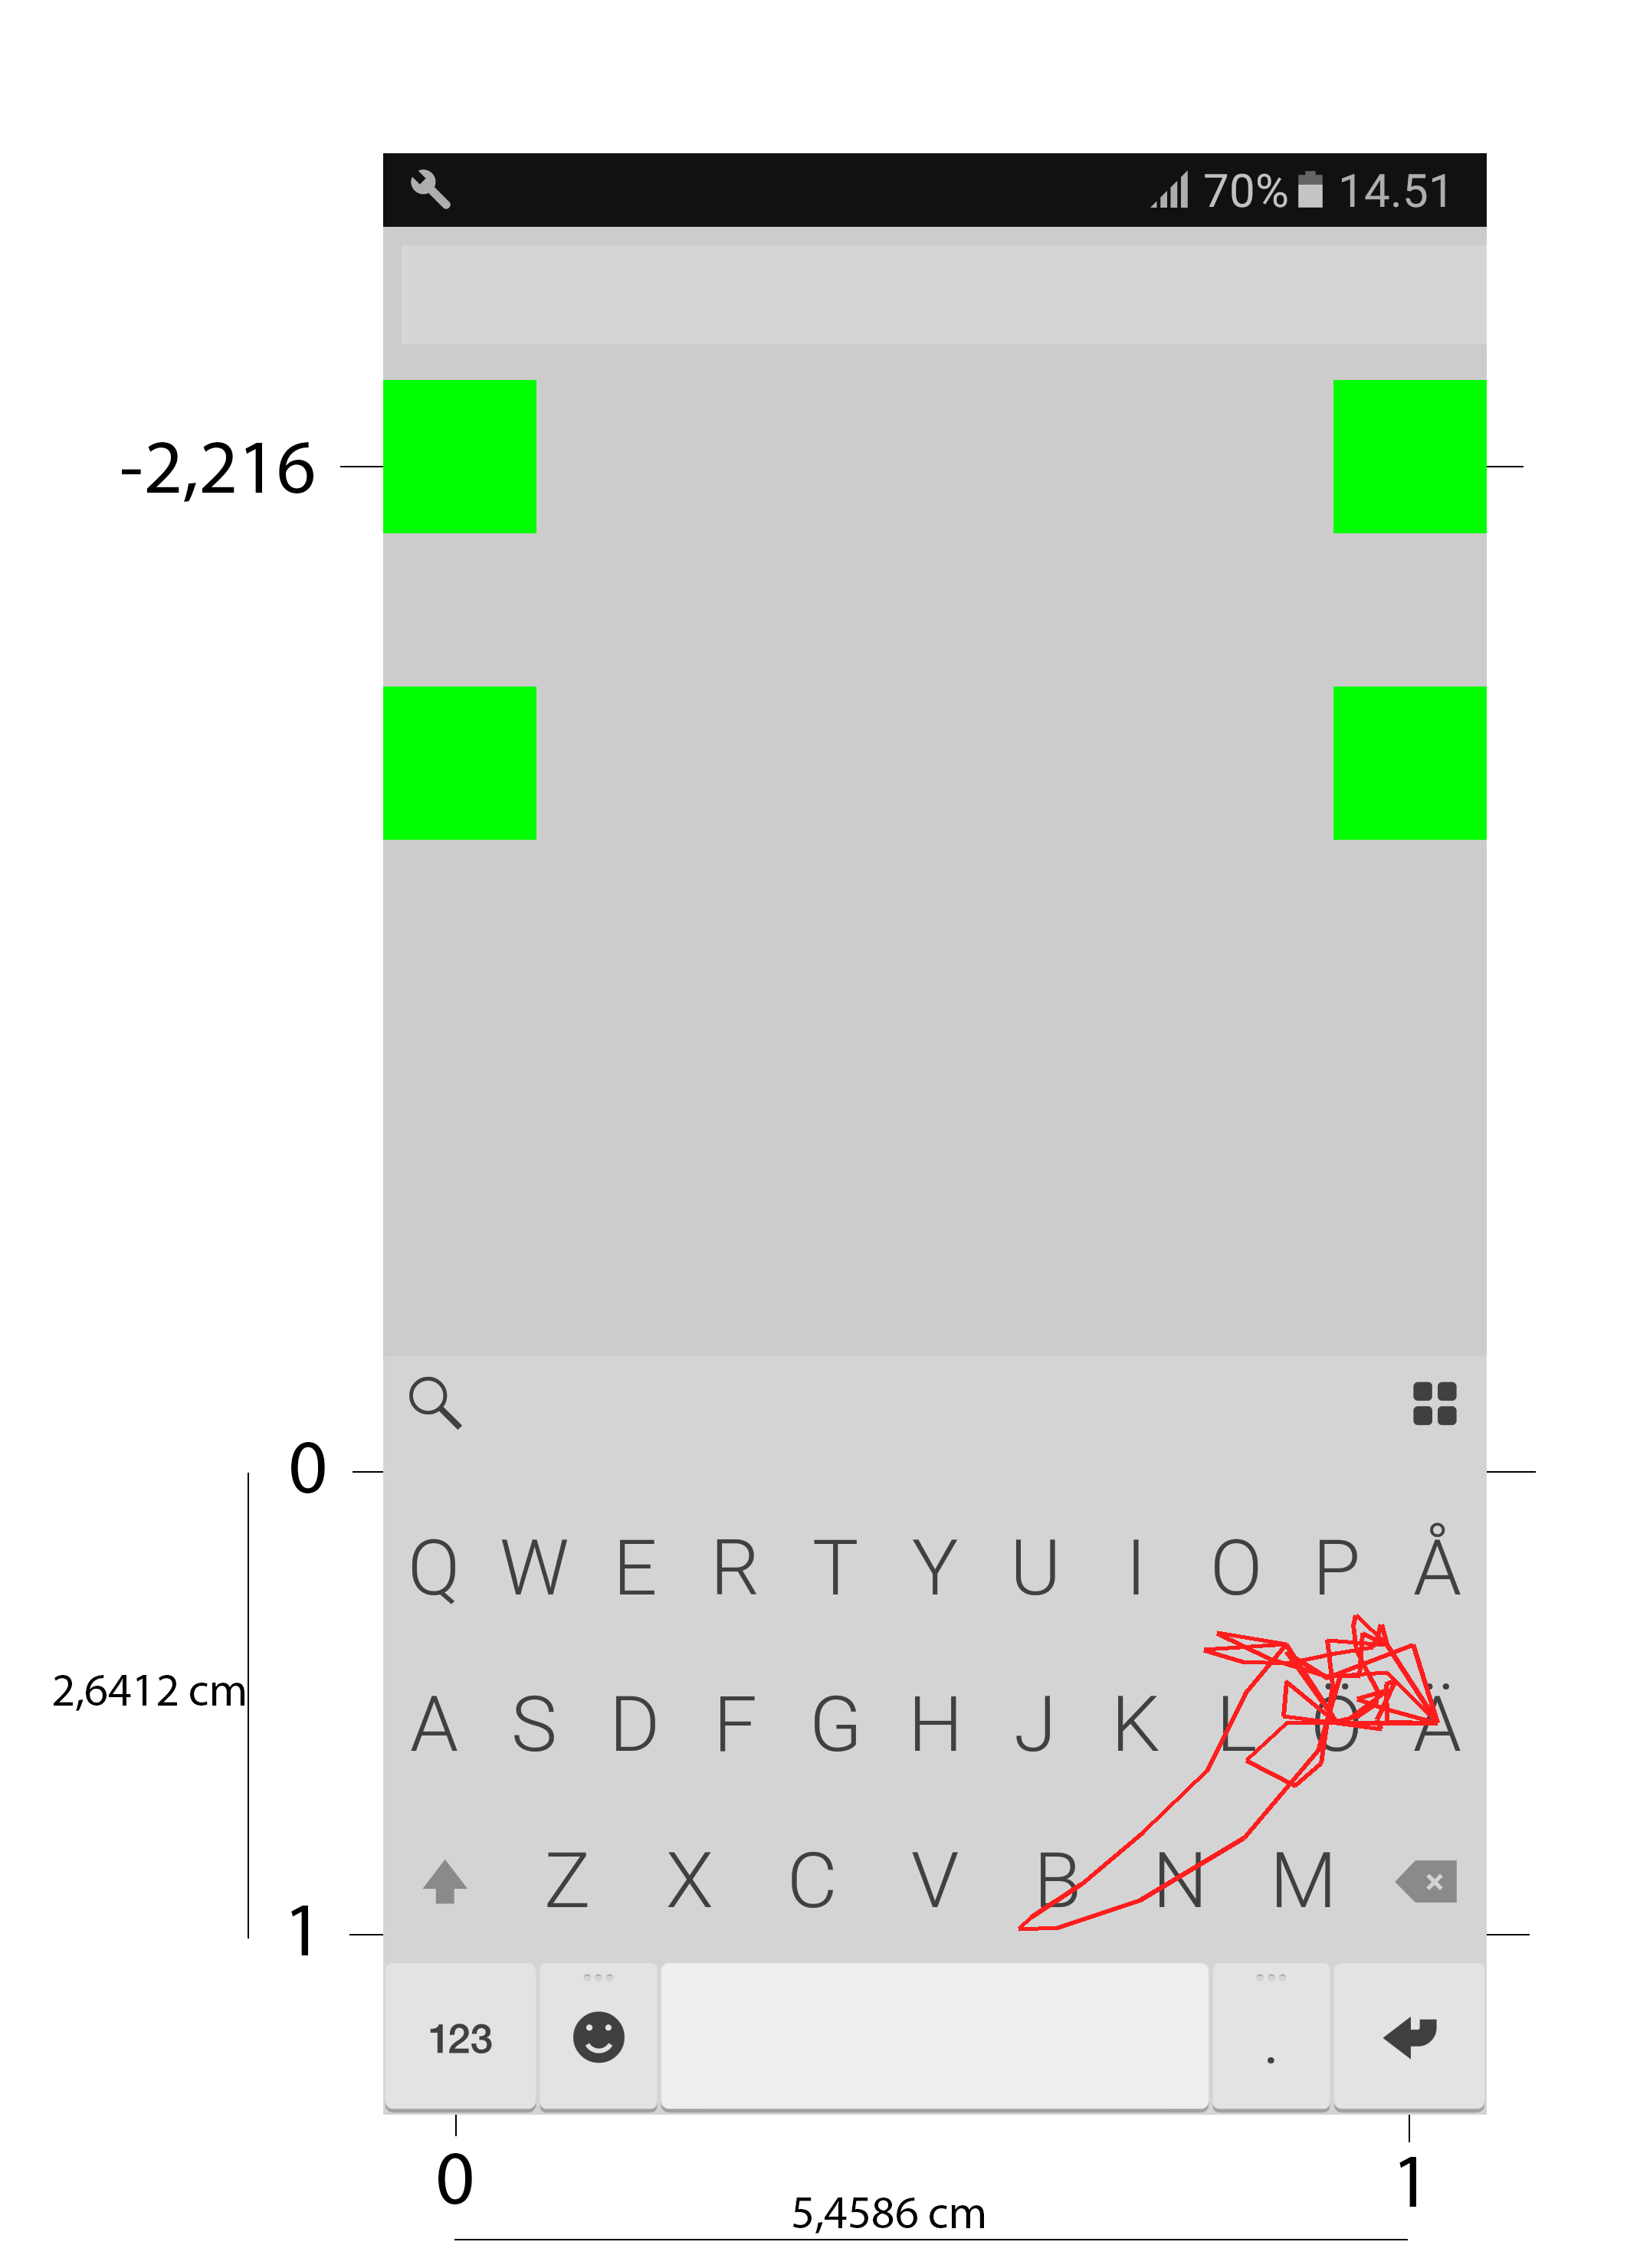 70% 14.51
-2,216
0
Q W E R T Y U I O P Å
2,6412 cm
A S D F G H J K L Ö Ä
Z X C V B N M
1
123 .
0 1
5,4586 cm